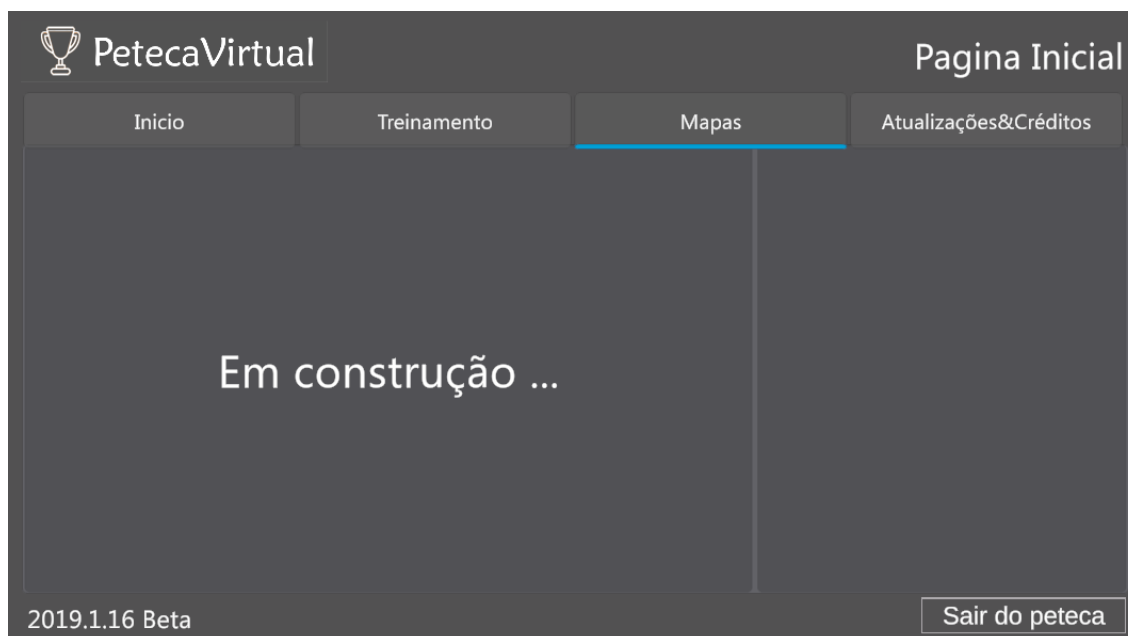 PetecaVirtual
Pagina Inicial
Inicio
Treinamento
Mapas
Atualizações&Créditos
Em construção ...
2019.1.16 Beta
Sair do peteca